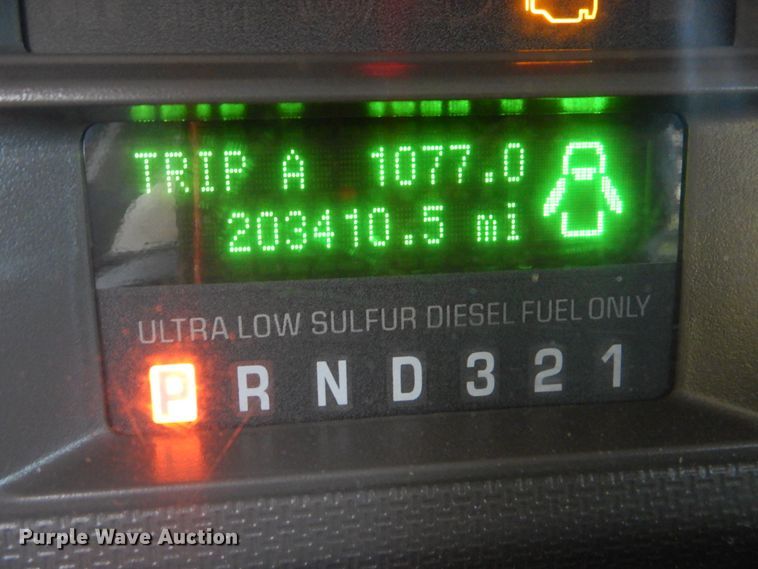 TRIP A 1077.0
203410.5 mi
ULTRA LOW SULFUR DIESEL FUEL ONLY
P R N D 3 2 1
Purple Wave Auction®